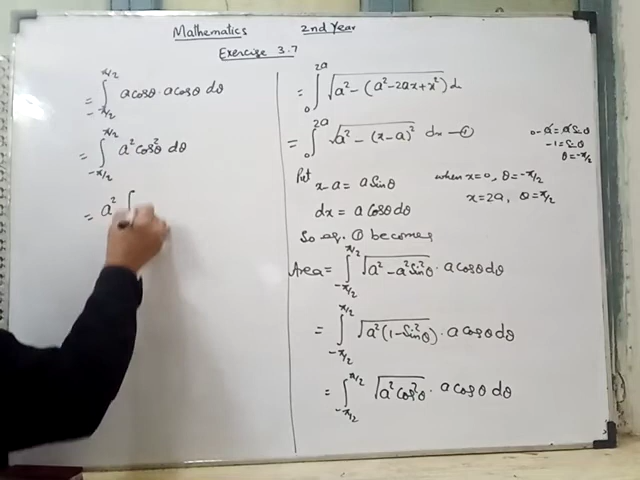 Mathematics 2nd Year
Exercise 3.7
= ∫_{-π/2}^{π/2} a cosθ . a cosθ dθ
= ∫_{-π/2}^{π/2} a² cos²θ dθ
= a² ∫
= ∫_0^{2a} √(a² - (a² - 2ax + x²)) dx
= ∫_0^{2a} √(a² - (x-a)²) dx —①
Put
x-a = a Sinθ
dx = a cosθ dθ
when x=0, θ=-π/2
x=2a, θ=π/2
0-a = a Sinθ
-1 = Sinθ
θ=-π/2
So eq. ① becomes
Area = ∫_{-π/2}^{π/2} √(a² - a² Sin²θ) . a cosθ dθ
= ∫_{-π/2}^{π/2} √(a²(1-Sin²θ)) . a cosθ dθ
= ∫_{-π/2}^{π/2} √(a² cos²θ) . a cosθ dθ